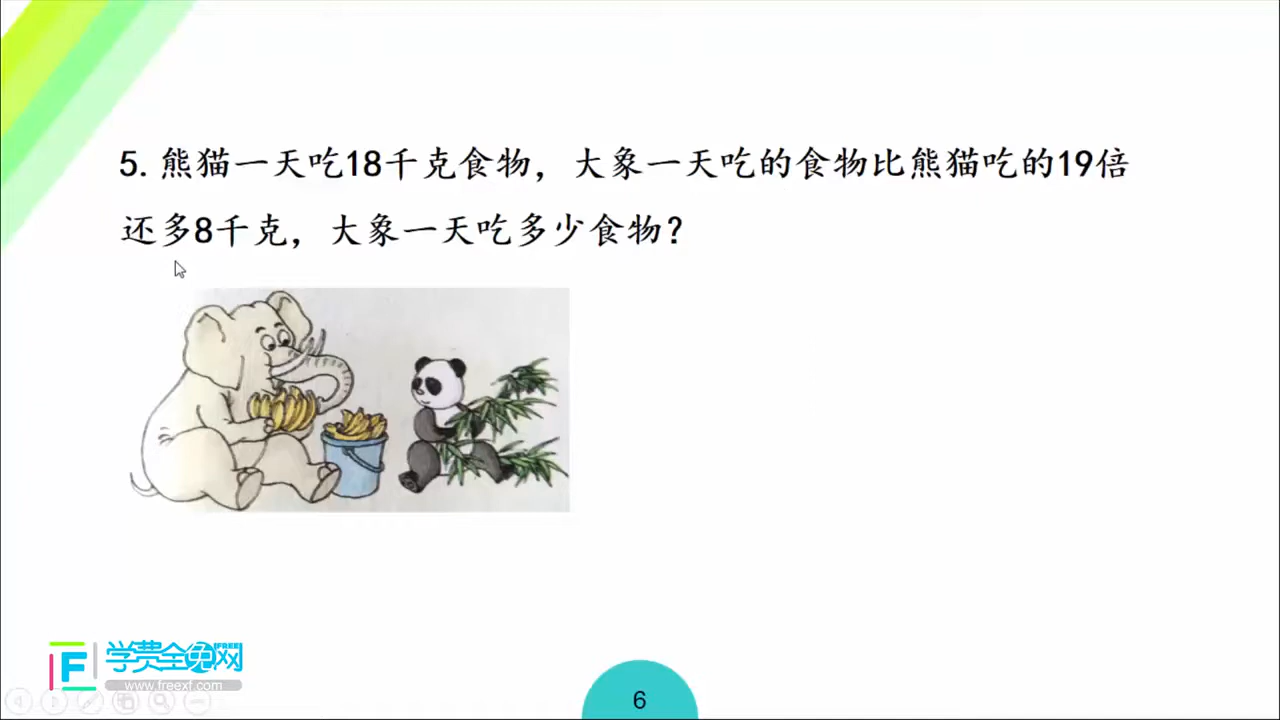 5. 熊猫一天吃18千克食物，大象一天吃的食物比熊猫吃的19倍
还多8千克，大象一天吃多少食物？
F 学费全免网 FREE
www.freexf.com
6